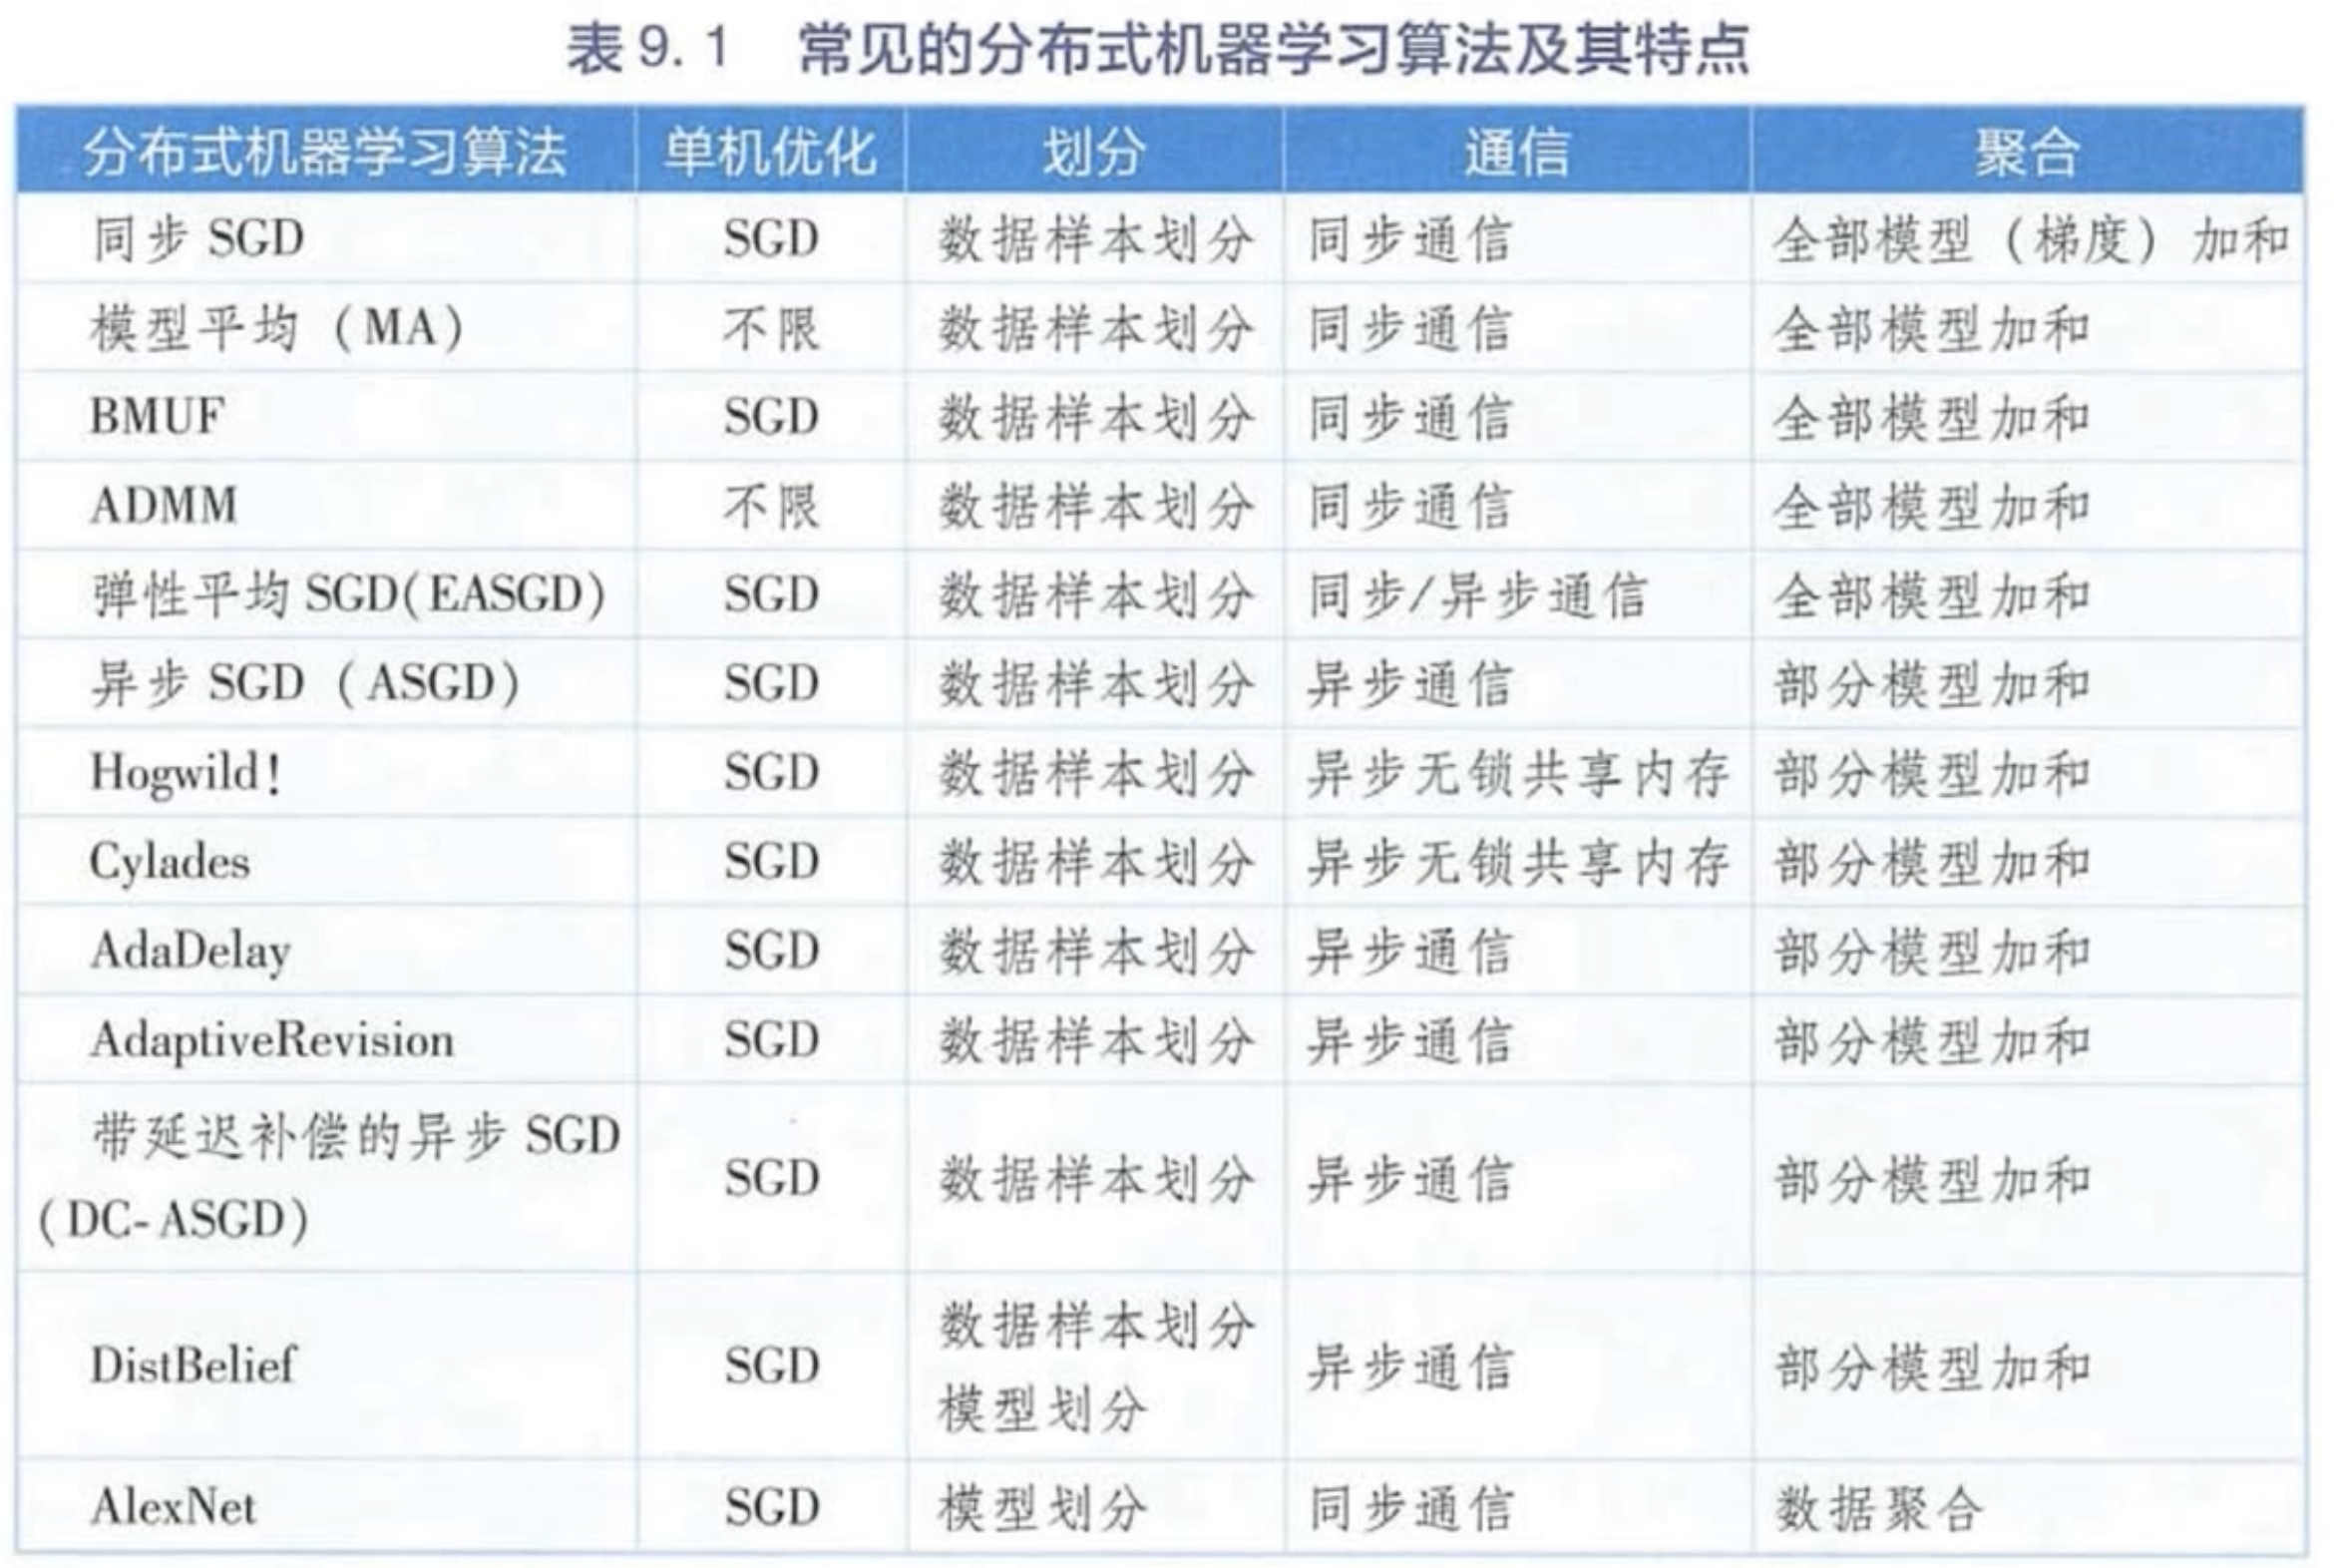 表9.1 常见的分布式机器学习算法及其特点
分布式机器学习算法 单机优化 划分 通信 聚合
同步 SGD SGD 数据样本划分 同步通信 全部模型（梯度）加和
模型平均（MA） 不限 数据样本划分 同步通信 全部模型加和
BMUF SGD 数据样本划分 同步通信 全部模型加和
ADMM 不限 数据样本划分 同步通信 全部模型加和
弹性平均 SGD(EASGD) SGD 数据样本划分 同步/异步通信 全部模型加和
异步 SGD（ASGD） SGD 数据样本划分 异步通信 部分模型加和
Hogwild! SGD 数据样本划分 异步无锁共享内存 部分模型加和
Cylades SGD 数据样本划分 异步无锁共享内存 部分模型加和
AdaDelay SGD 数据样本划分 异步通信 部分模型加和
AdaptiveRevision SGD 数据样本划分 异步通信 部分模型加和
带延迟补偿的异步 SGD
(DC-ASGD) SGD 数据样本划分 异步通信 部分模型加和
DistBelief SGD 数据样本划分
模型划分 异步通信 部分模型加和
AlexNet SGD 模型划分 同步通信 数据聚合